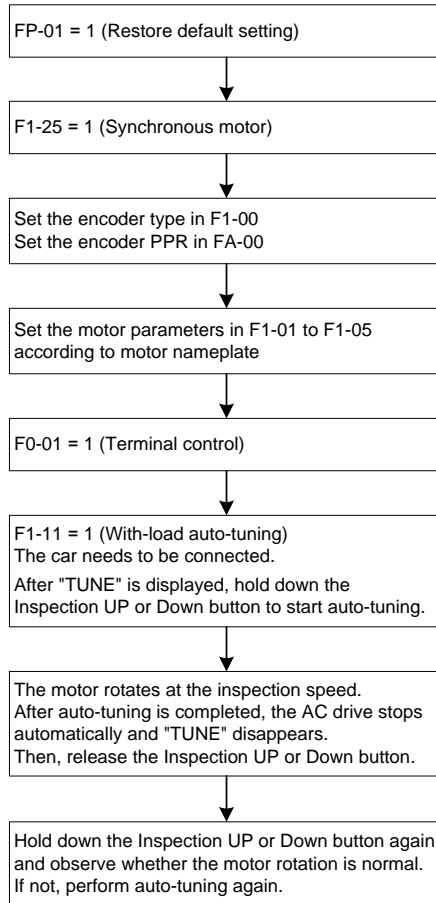 FP-01 = 1 (Restore default setting)
F1-25 = 1 (Synchronous motor)
Set the encoder type in F1-00
Set the encoder PPR in FA-00
Set the motor parameters in F1-01 to F1-05
according to motor nameplate
F0-01 = 1 (Terminal control)
F1-11 = 1 (With-load auto-tuning)
The car needs to be connected.
After "TUNE" is displayed, hold down the
Inspection UP or Down button to start auto-tuning.
The motor rotates at the inspection speed.
After auto-tuning is completed, the AC drive stops
automatically and "TUNE" disappears.
Then, release the Inspection UP or Down button.
Hold down the Inspection UP or Down button again
and observe whether the motor rotation is normal.
If not, perform auto-tuning again.